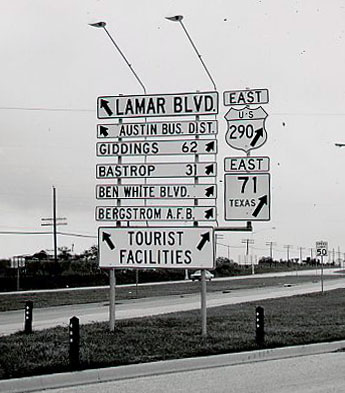 LAMAR BLVD.
AUSTIN BUS. DIST.
GIDDINGS 62
BASTROP 31
BEN WHITE BLVD.
BERGSTROM A.F.B.
TOURIST
FACILITIES
EAST
U S
290
EAST
71
TEXAS
50